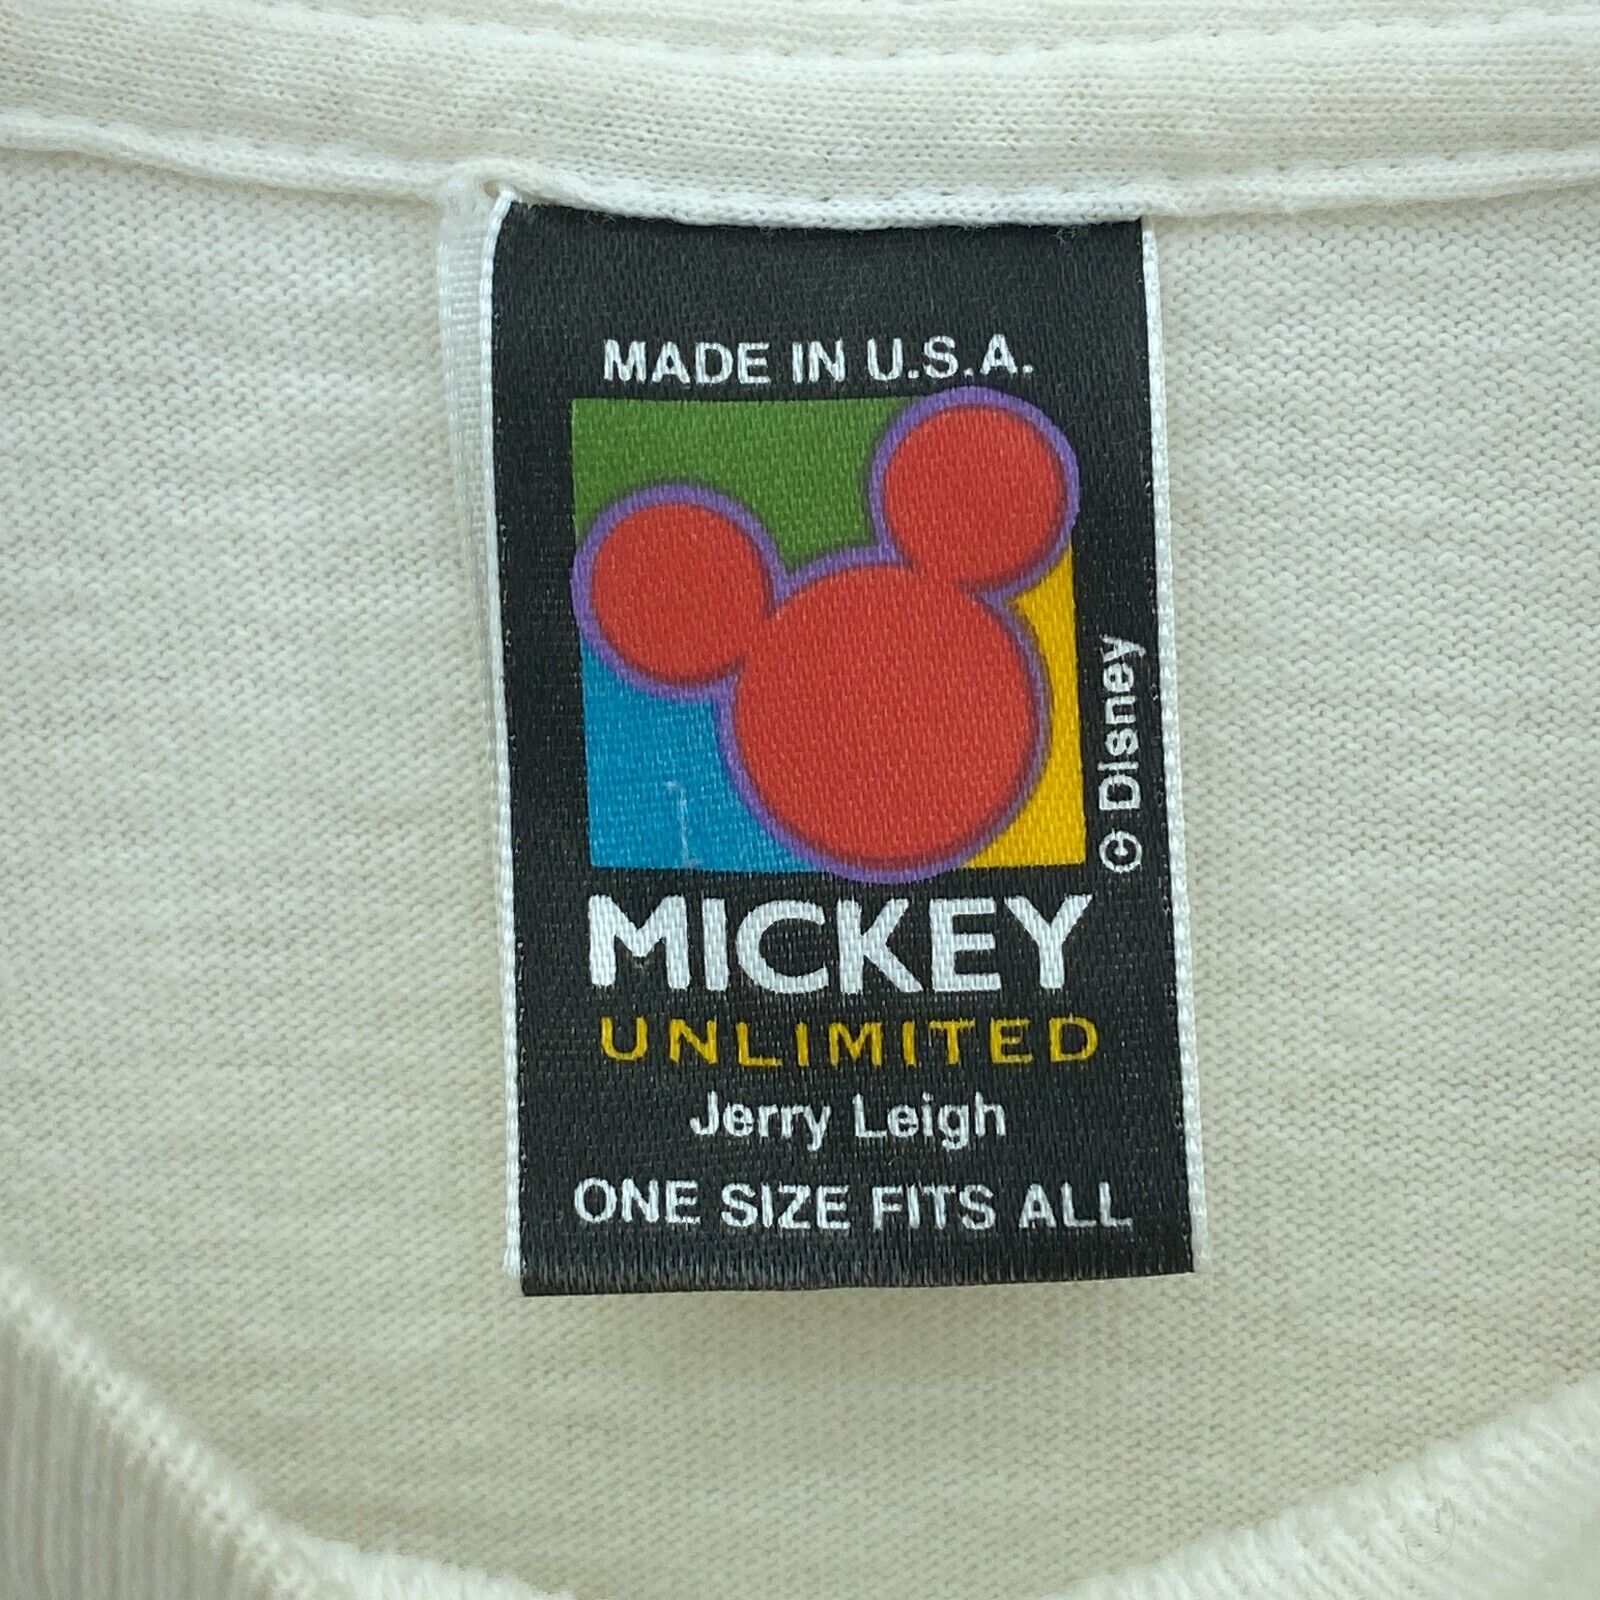 MADE IN U.S.A.
© Disney
MICKEY
UNLIMITED
Jerry Leigh
ONE SIZE FITS ALL